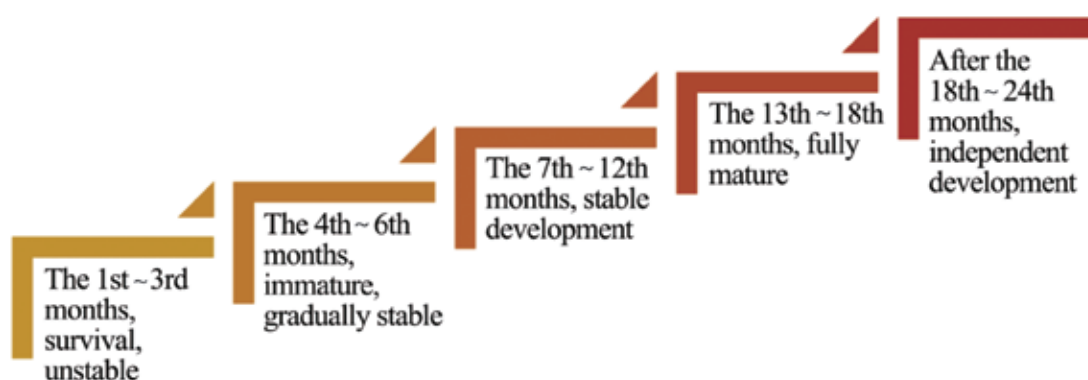 The 1st ~ 3rd
months,
survival,
unstable
The 4th ~ 6th
months,
immature,
gradually stable
The 7th ~ 12th
months, stable
development
The 13th ~ 18th
months, fully
mature
After the
18th ~ 24th
months,
independent
development